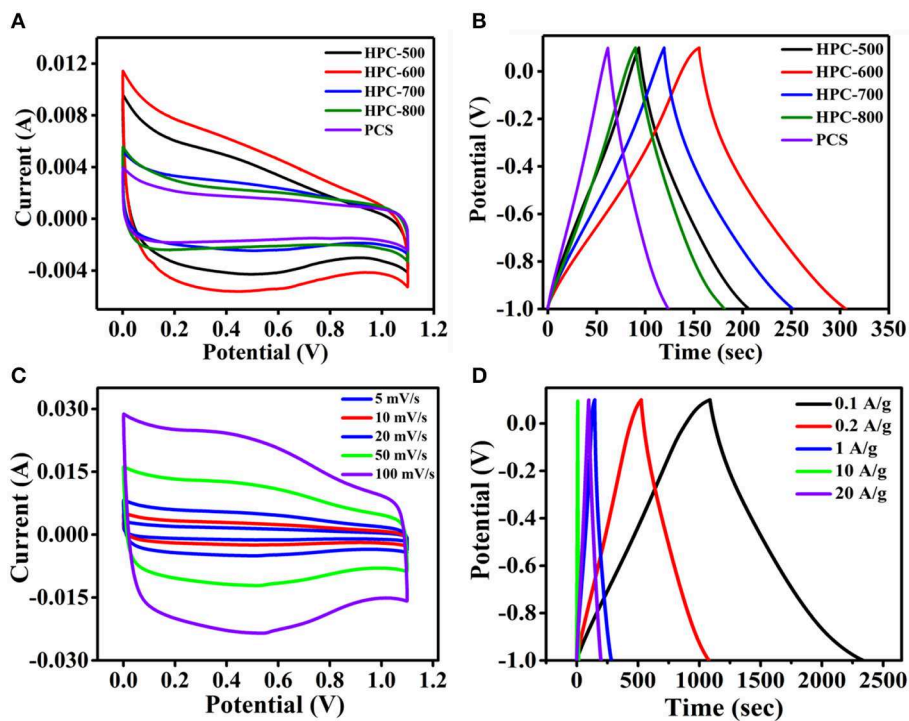 A
HPC-500
HPC-600
HPC-700
HPC-800
PCS
0.012
0.008
0.004
0.000
-0.004
Current (A)
0.0 0.2 0.4 0.6 0.8 1.0 1.2
Potential (V)
B
HPC-500
HPC-600
HPC-700
HPC-800
PCS
0.0
-0.2
-0.4
-0.6
-0.8
-1.0
Potential (V)
0 50 100 150 200 250 300 350
Time (sec)
C
5 mV/s
10 mV/s
20 mV/s
50 mV/s
100 mV/s
0.030
0.015
0.000
-0.015
-0.030
Current (A)
0.0 0.2 0.4 0.6 0.8 1.0 1.2
Potential (V)
D
0.1 A/g
0.2 A/g
1 A/g
10 A/g
20 A/g
0.0
-0.2
-0.4
-0.6
-0.8
-1.0
Potential (V)
0 500 1000 1500 2000 2500
Time (sec)